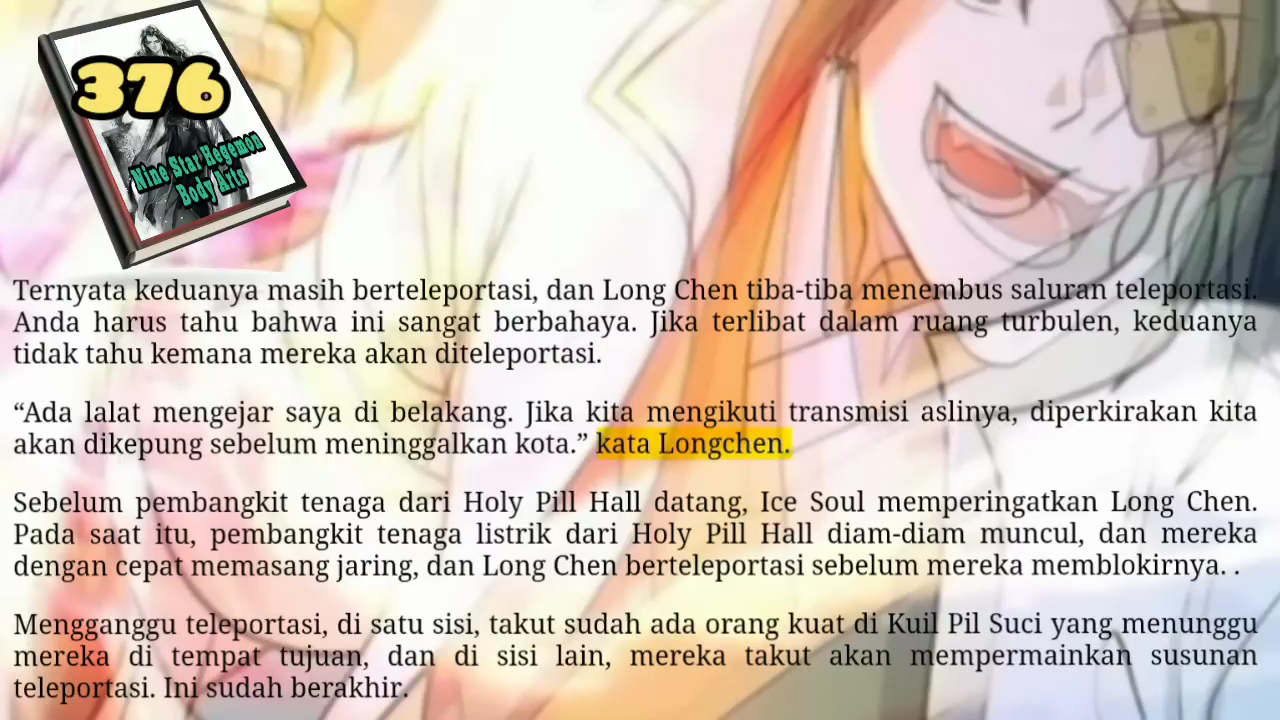 376
Nine Star Hegemon
Body Arts
Ternyata keduanya masih berteleportasi, dan Long Chen tiba-tiba menembus saluran teleportasi.
Anda harus tahu bahwa ini sangat berbahaya. Jika terlibat dalam ruang turbulen, keduanya
tidak tahu kemana mereka akan diteleportasi.
“Ada lalat mengejar saya di belakang. Jika kita mengikuti transmisi aslinya, diperkirakan kita
akan dikepung sebelum meninggalkan kota.” kata Longchen.
Sebelum pembangkit tenaga dari Holy Pill Hall datang, Ice Soul memperingatkan Long Chen.
Pada saat itu, pembangkit tenaga listrik dari Holy Pill Hall diam-diam muncul, dan mereka
dengan cepat memasang jaring, dan Long Chen berteleportasi sebelum mereka memblokirnya. .
Mengganggu teleportasi, di satu sisi, takut sudah ada orang kuat di Kuil Pil Suci yang menunggu
mereka di tempat tujuan, dan di sisi lain, mereka takut akan mempermainkan susunan
teleportasi. Ini sudah berakhir.